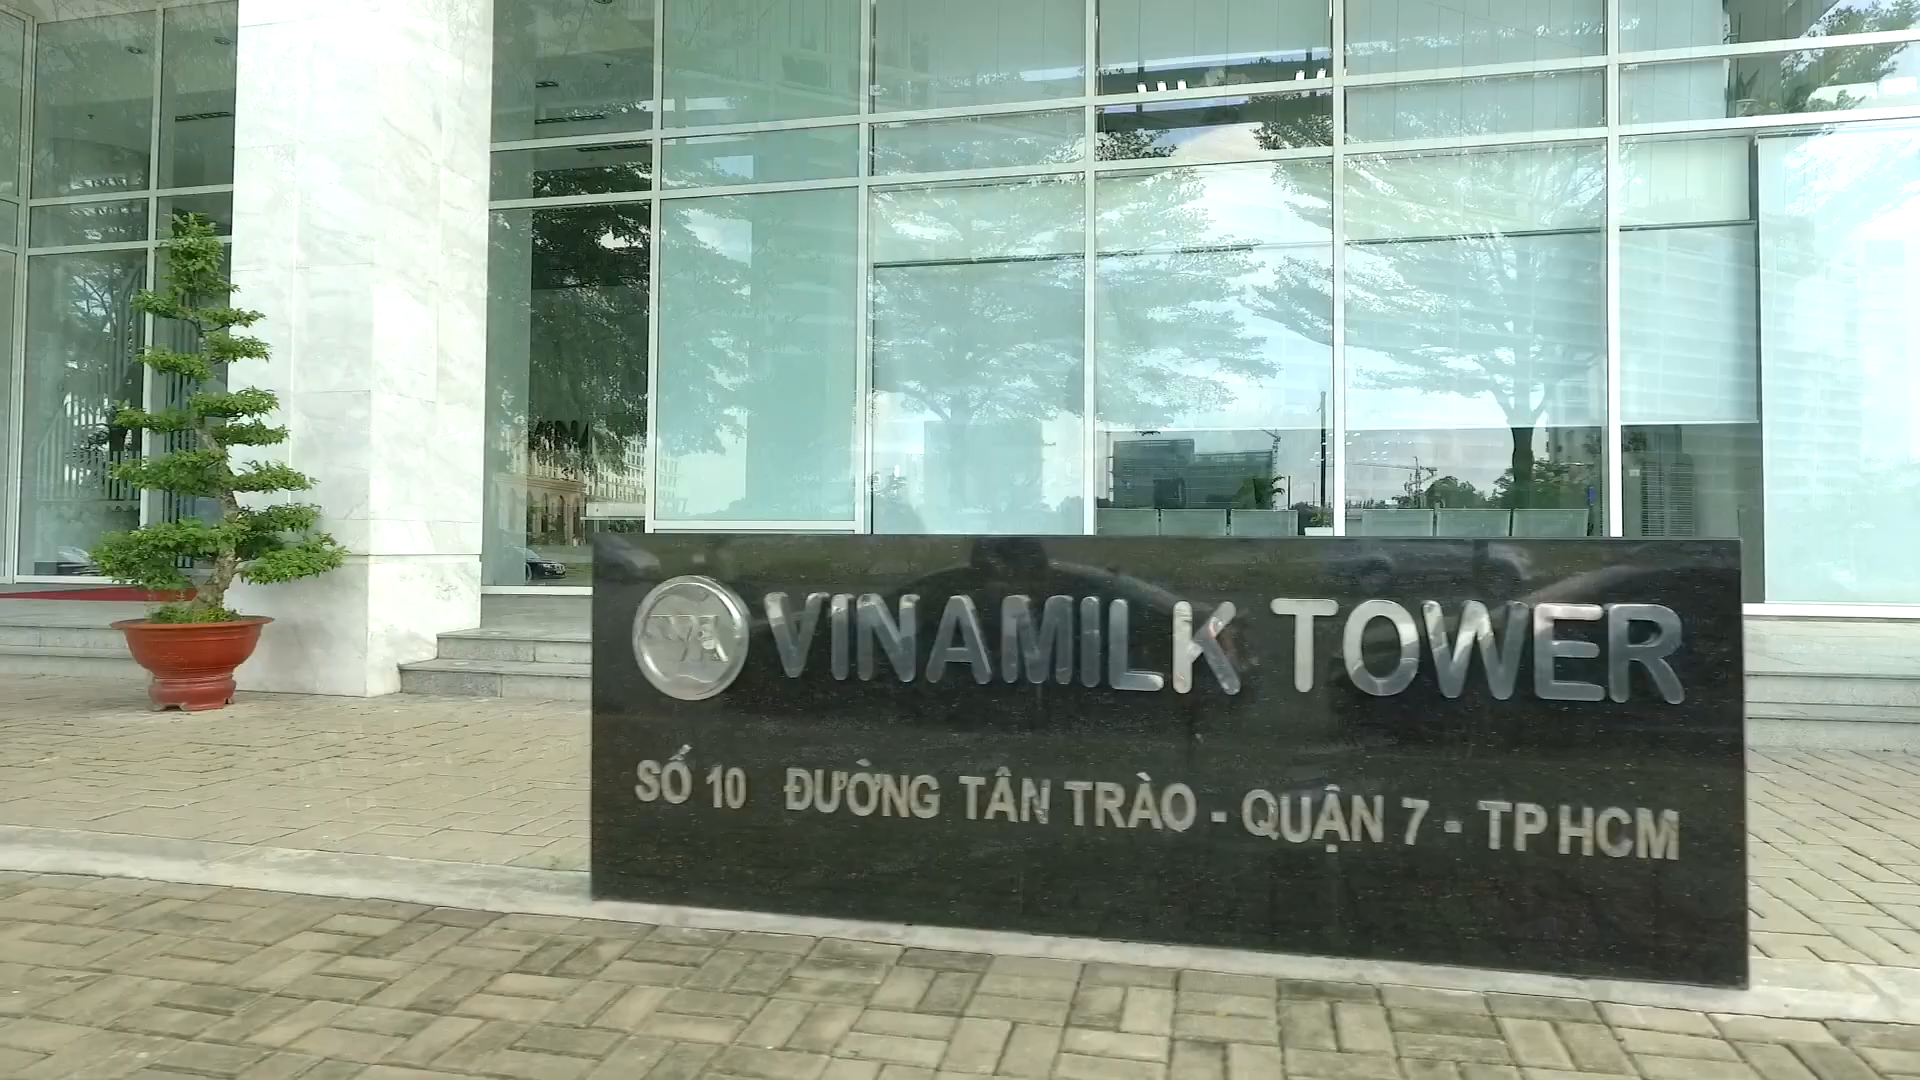 VINAMILK TOWER
SỐ 10 ĐƯỜNG TÂN TRÀO - QUẬN 7 - TP HCM